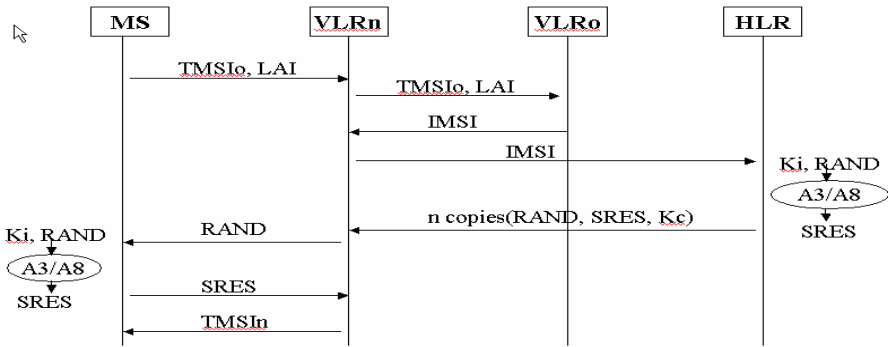 MS
VLRn
VLRo
HLR
TMSIo, LAI
TMSIo, LAI
IMSI
IMSI
Ki, RAND
A3/A8
SRES
n copies(RAND, SRES, Kc)
RAND
Ki, RAND
A3/A8
SRES
SRES
TMSIn